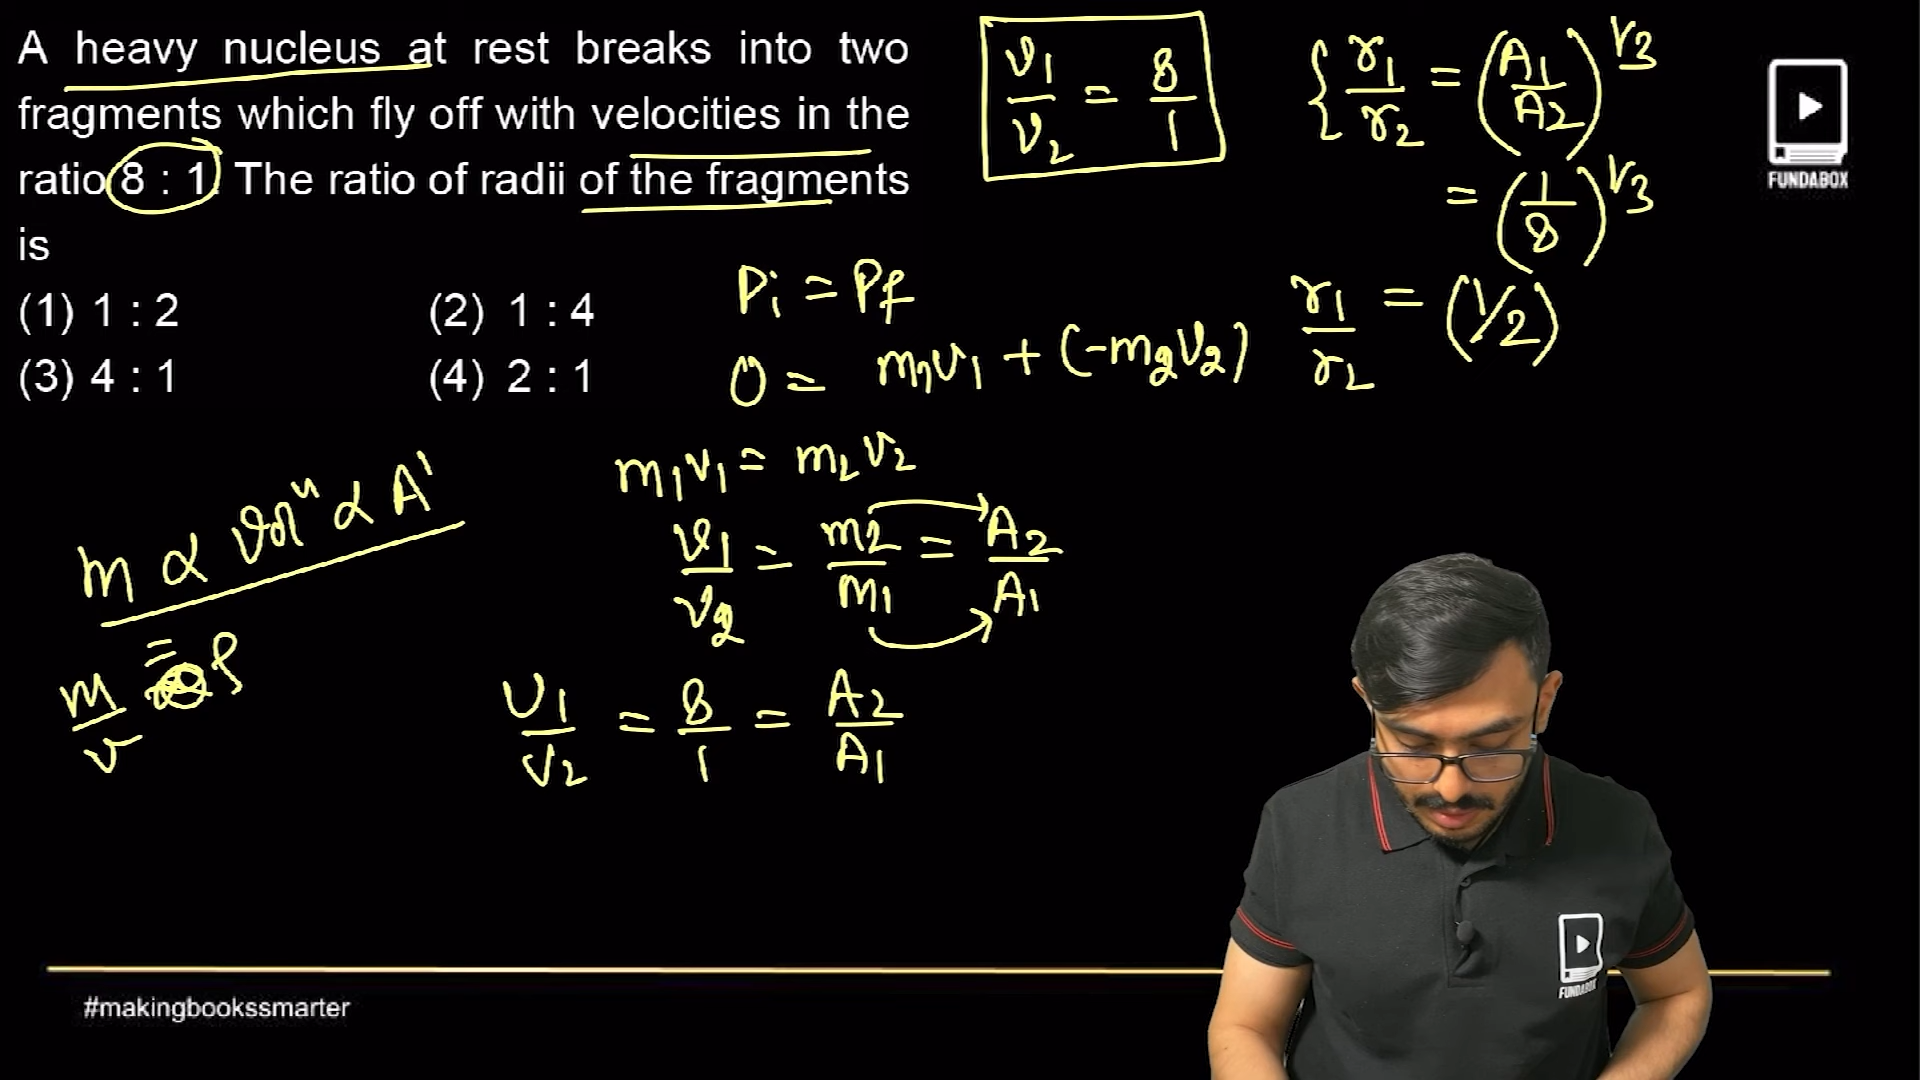 A heavy nucleus at rest breaks into two
fragments which fly off with velocities in the
ratio 8 : 1. The ratio of radii of the fragments
is
(1) 1 : 2 (2) 1 : 4
(3) 4 : 1 (4) 2 : 1
v1/v2 = 8/1
{ r1/r2 = (A1/A2)^1/3
= (1/8)^1/3
r1/r2 = (1/2)
Pi = Pf
0 = m1v1 + (-m2v2)
m1v1 = m2v2
v1/v2 = m2/m1 = A2/A1
v1/v2 = 8/1 = A2/A1
m ∝ vol^n ∝ A^1
m/v = ρ
FUNDABOX
FUNDABOX
#makingbookssmarter